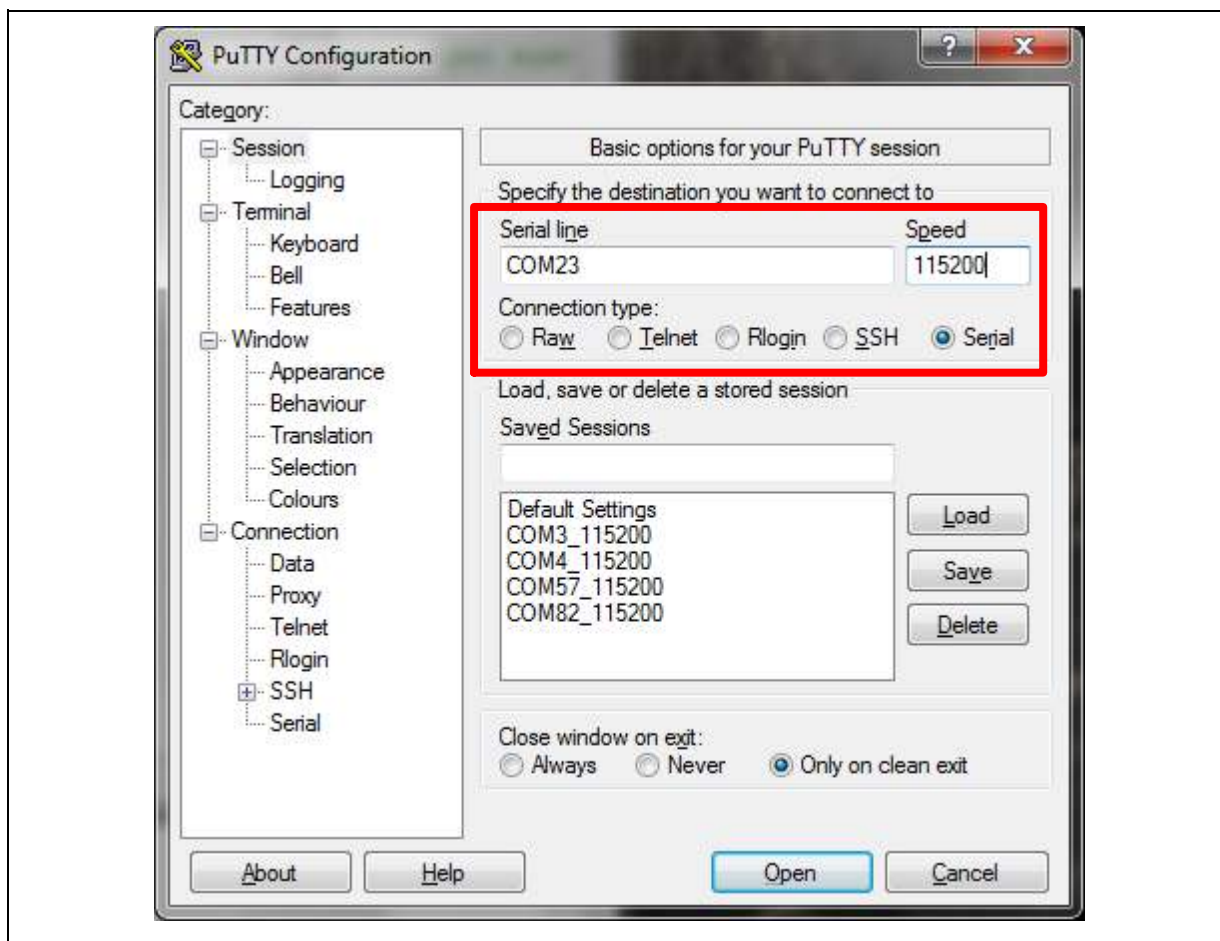 PuTTY Configuration
?
X
Category:
Session
Logging
Terminal
Keyboard
Bell
Features
Window
Appearance
Behaviour
Translation
Selection
Colours
Connection
Data
Proxy
Telnet
Rlogin
SSH
Serial
Basic options for your PuTTY session
Specify the destination you want to connect to
Serial line Speed
COM23 115200
Connection type:
Raw Telnet Rlogin SSH Serial
Load, save or delete a stored session
Saved Sessions
Default Settings
COM3_115200
COM4_115200
COM57_115200
COM82_115200
Load
Save
Delete
Close window on exit:
Always Never Only on clean exit
About Help Open Cancel